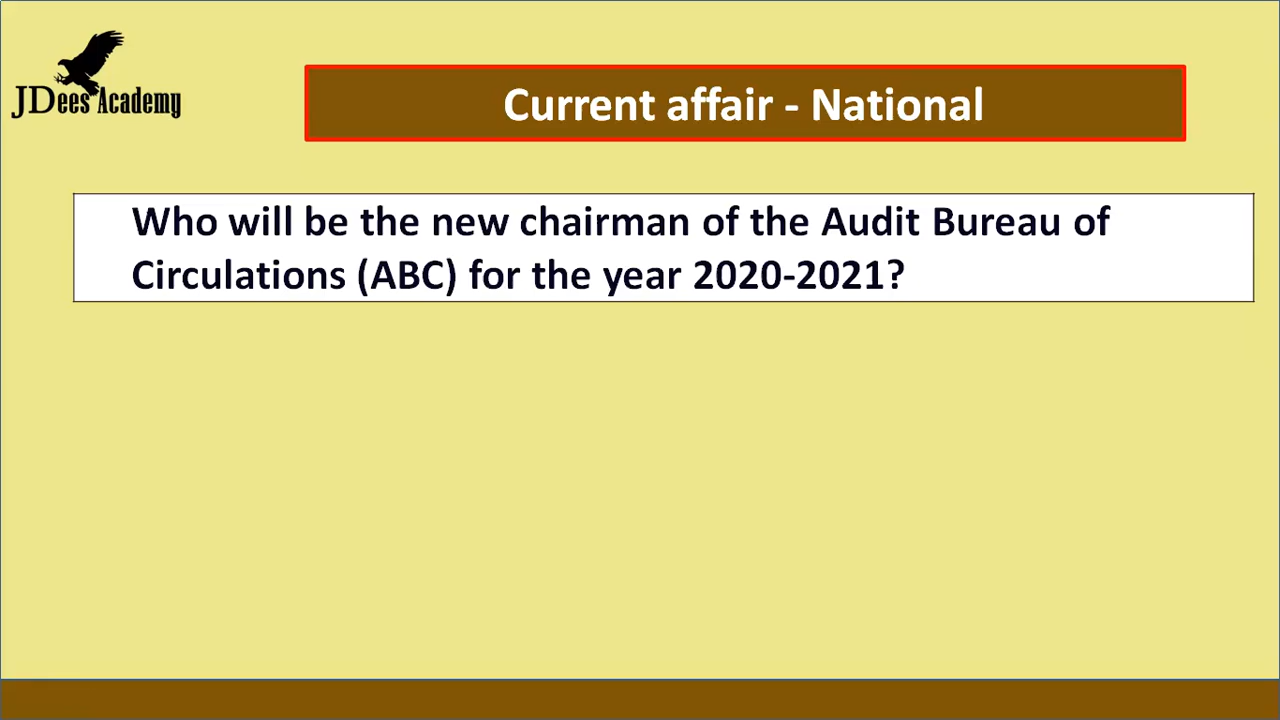 JDees Academy
Current affair - National
Who will be the new chairman of the Audit Bureau of
Circulations (ABC) for the year 2020-2021?